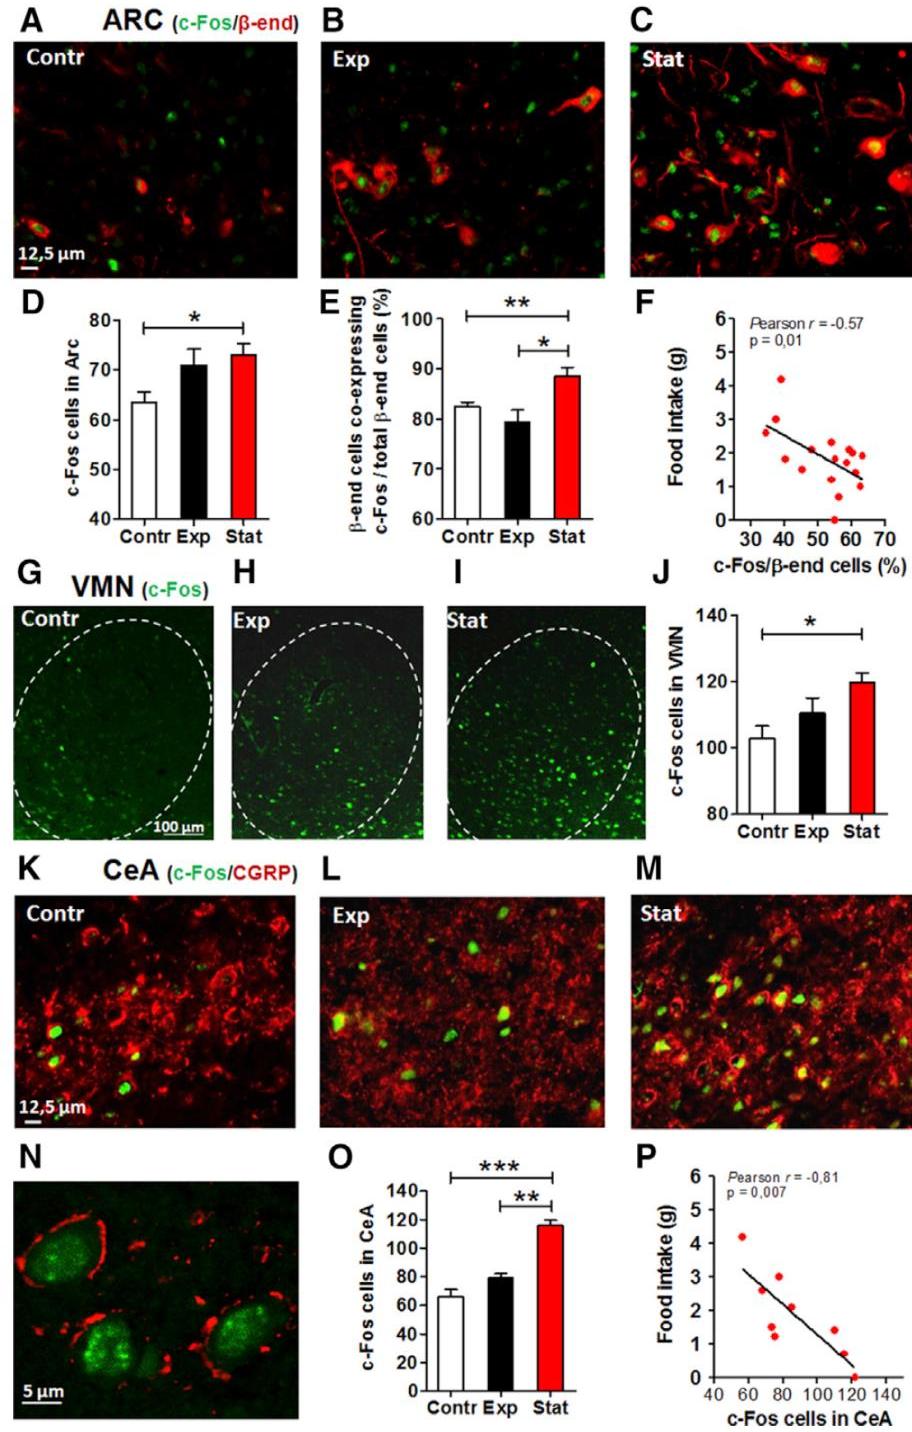 A ARC (c-Fos/β-end) B C
Contr Exp Stat
12,5 µm
D E F
c-Fos cells in Arc
80
70
60
50
40
*
Contr Exp Stat
β-end cells co-expressing
c-Fos / total β-end cells (%)
100
90
80
70
60
**
*
Contr Exp Stat
Food intake (g)
6
5
4
3
2
1
0
Pearson r = -0.57
p = 0,01
30 40 50 60 70
c-Fos/β-end cells (%)
G VMN (c-Fos) H I J
Contr Exp Stat
100 µm
c-Fos cells in VMN
140
120
100
80
*
Contr Exp Stat
K CeA (c-Fos/CGRP) L M
Contr Exp Stat
12,5 µm
N O P
5 µm
c-Fos cells in CeA
140
120
100
80
60
40
20
0
***
**
Contr Exp Stat
Food intake (g)
6
5
4
3
2
1
0
Pearson r = -0,81
p = 0,007
40 60 80 100 120 140
c-Fos cells in CeA